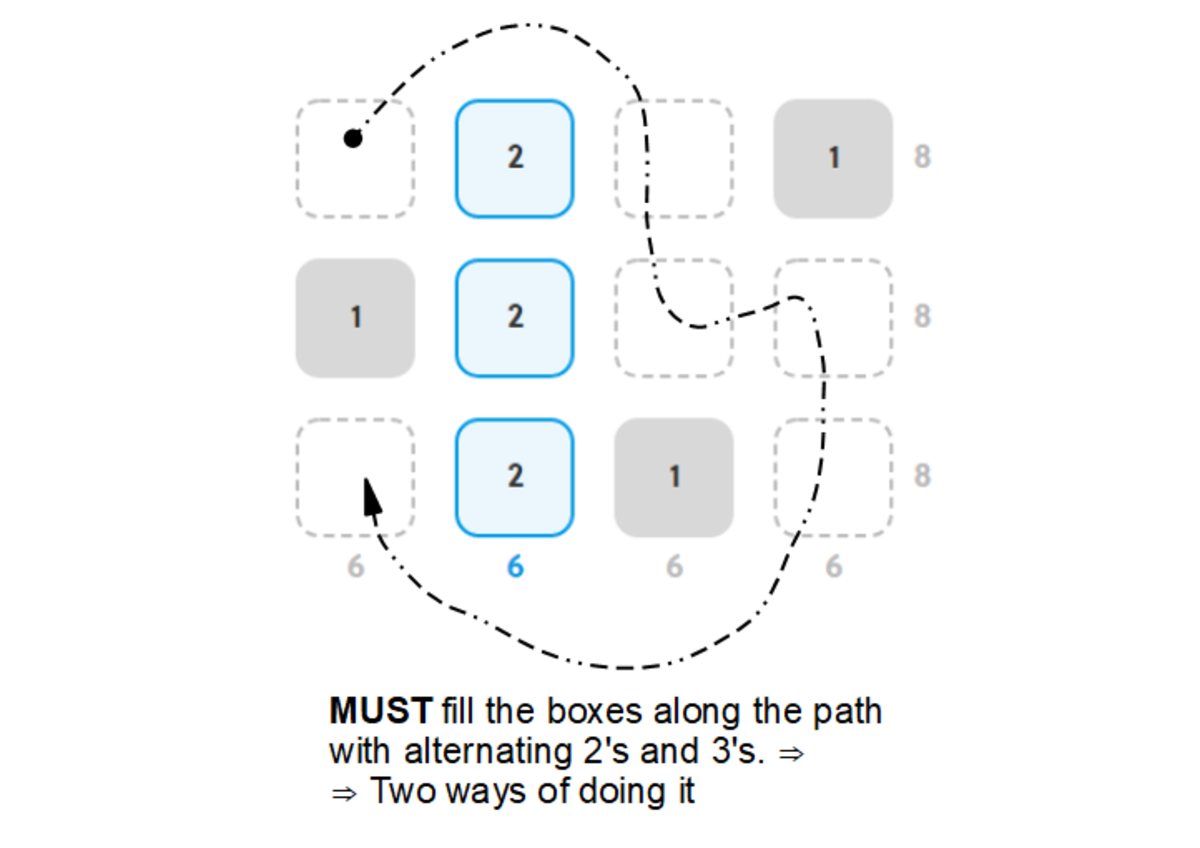 2 1 8
1 2 8
2 1 8
6 6 6 6
MUST fill the boxes along the path
with alternating 2's and 3's. ⇒
⇒ Two ways of doing it